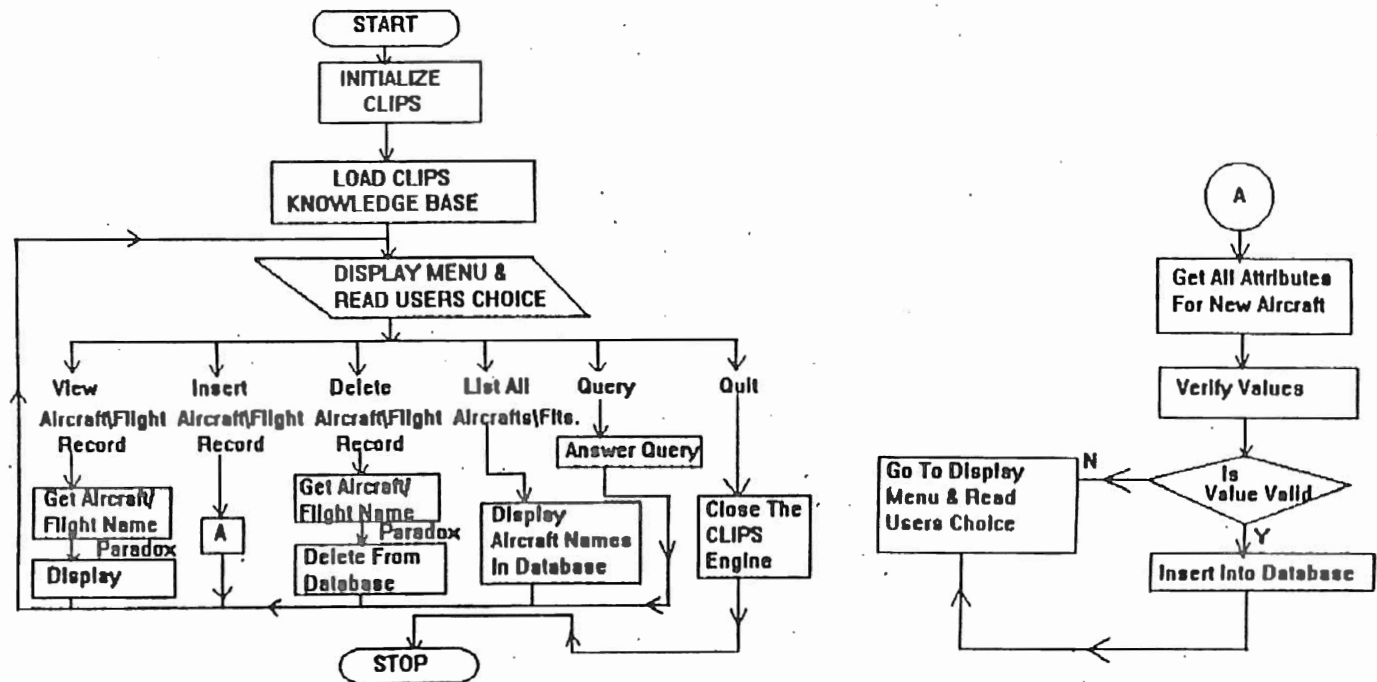 START
INITIALIZE
CLIPS
LOAD CLIPS
KNOWLEDGE BASE
DISPLAY MENU &
READ USERS CHOICE
View
Aircraft\Flight
Record
Get Aircraft/
Flight Name
Paradox
Display
Insert
Aircraft\Flight
Record
A
Delete
Aircraft\Flight
Record
Get Aircraft/
Flight Name
Paradox
Delete From
Database
List All
Aircrafts\Flts.
Display
Aircraft Names
In Database
Query
Answer Query
Quit
Close The
CLIPS
Engine
STOP
A
Get All Attributes
For New Aircraft
Verify Values
Is
Value Valid
N
Go To Display
Menu & Read
Users Choice
Y
Insert Into Database